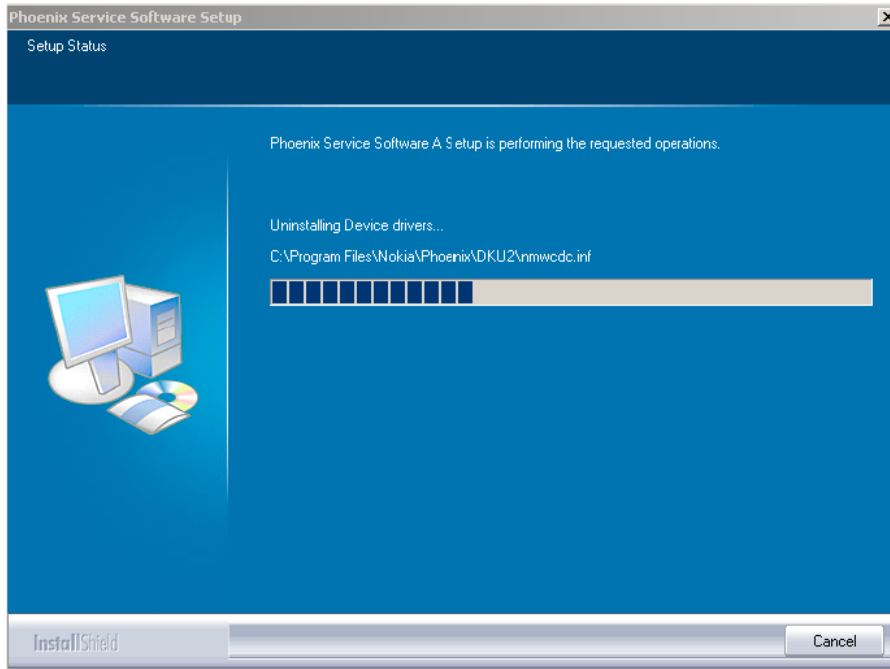 Phoenix Service Software Setup
Setup Status
Phoenix Service Software A Setup is performing the requested operations.
Uninstalling Device drivers...
C:\Program Files\Nokia\Phoenix\DKU2\nmwcdc.inf
InstallShield
Cancel